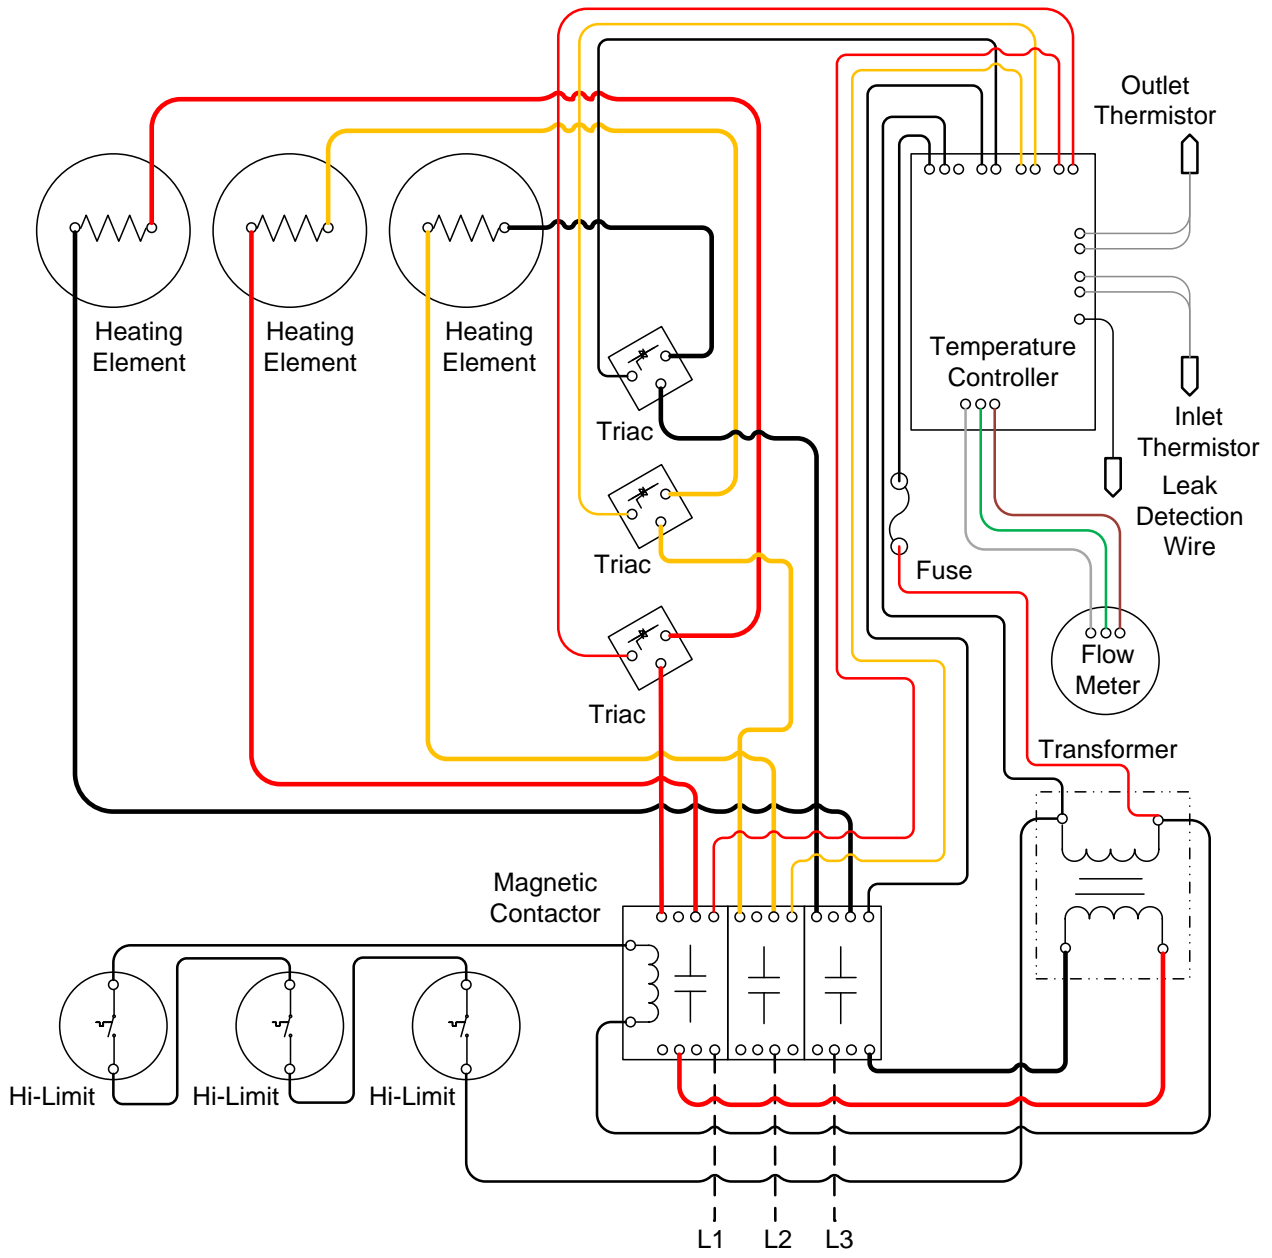 Outlet
Thermistor
Heating
Element
Heating
Element
Heating
Element
Temperature
Controller
Triac
Inlet
Thermistor
Leak
Detection
Wire
Triac
Fuse
Flow
Meter
Triac
Transformer
Magnetic
Contactor
Hi-Limit
Hi-Limit
Hi-Limit
L1
L2
L3